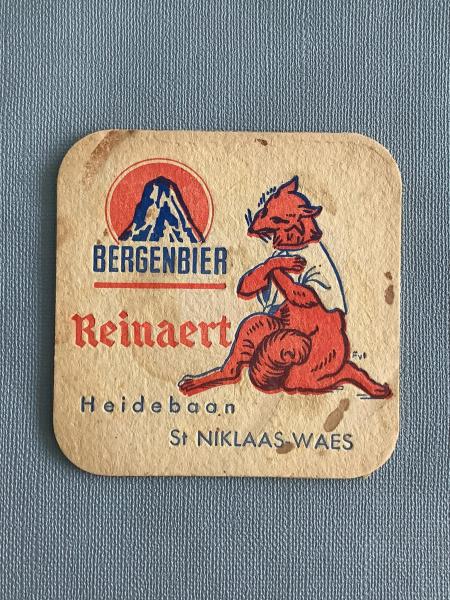 BERGENBIER
Reinaert
Heidebaan
St NIKLAAS-WAES